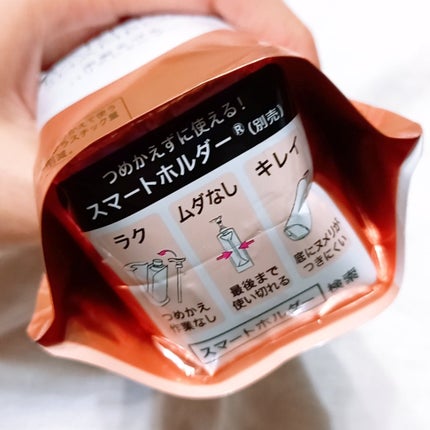 つめかえずに使える!
スマートホルダー®(別売)
ラク
つめかえ
作業なし
ムダなし
最後まで
使い切れる
キレイ
底にヌメリが
つきにくい
スマートホルダー 検索